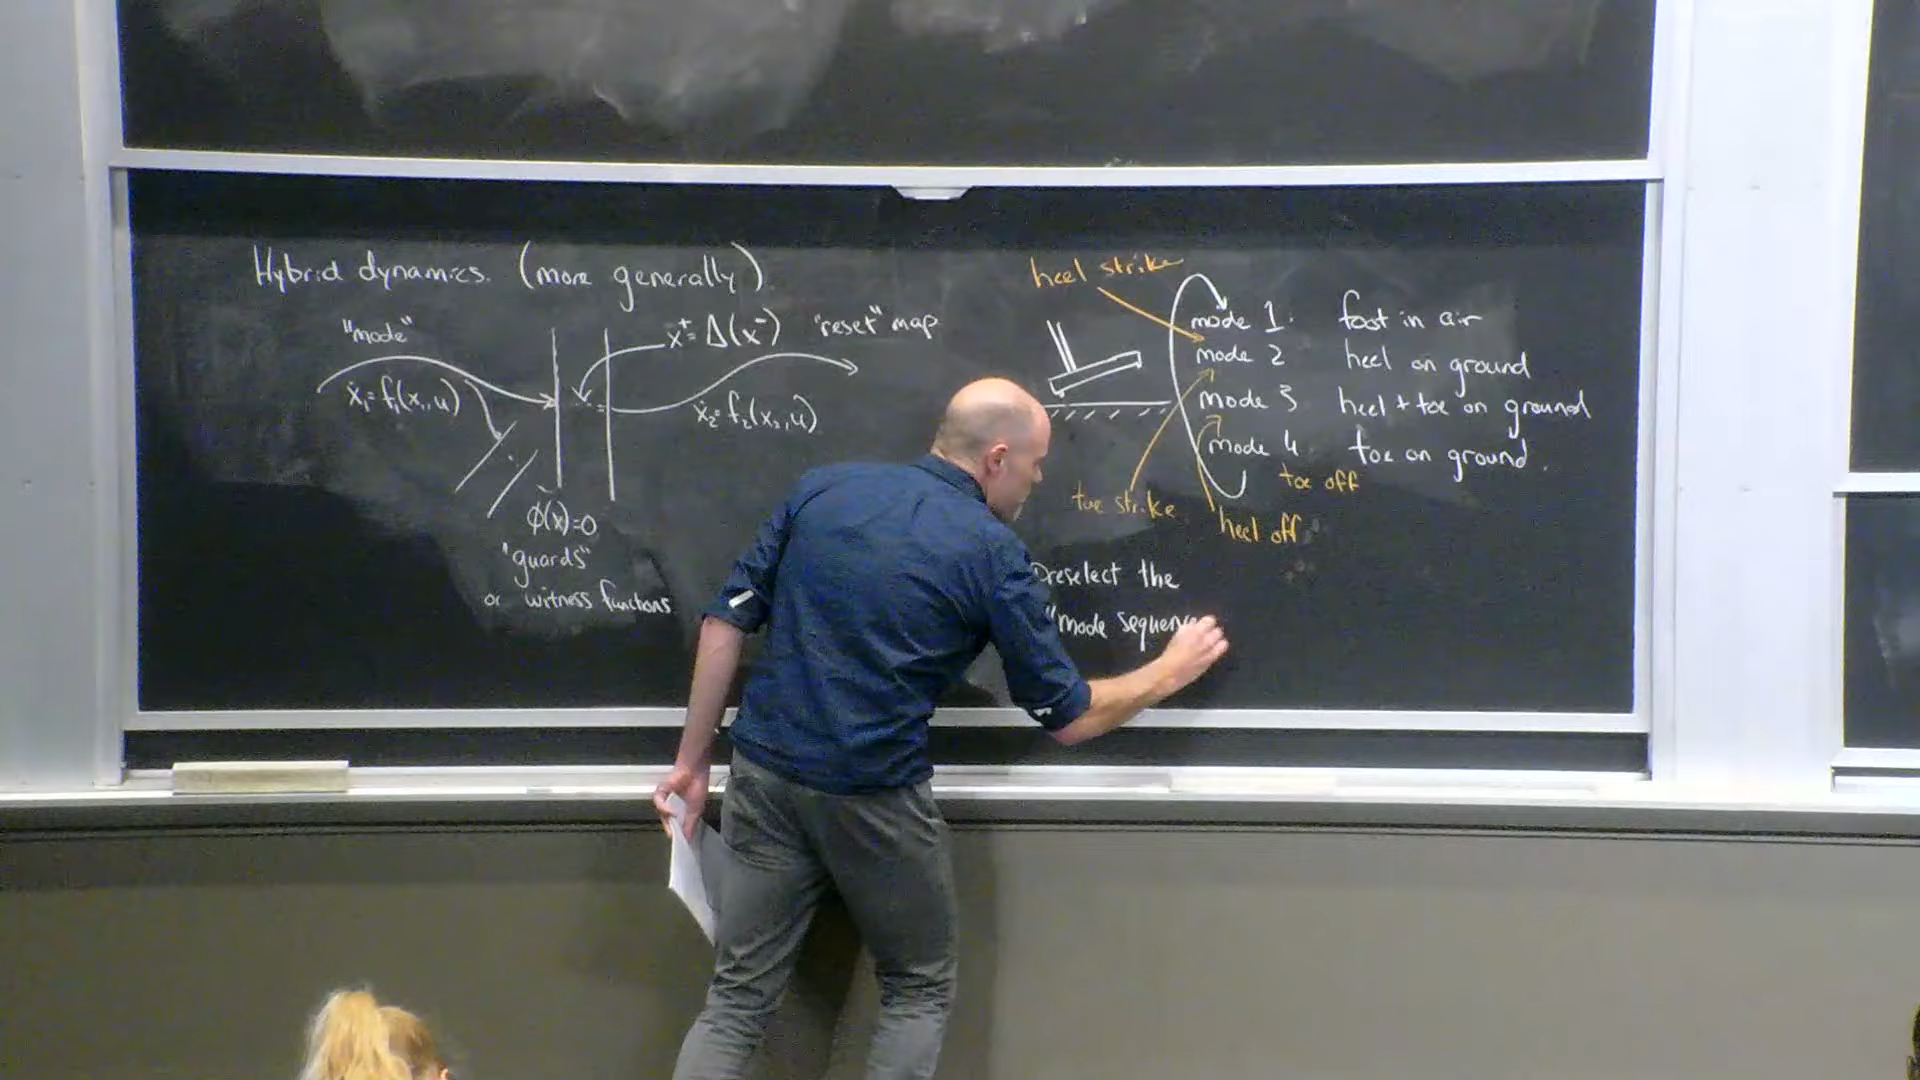 Hybrid dynamics. (more generally)
"mode"
x⁺ = Δ(x⁻) "reset" map
ẋ₁ = f₁(x₁, u)
ẋ₂ = f₂(x₂, u)
ϕ(x) = 0
"guards"
or witness functions
heel strike
mode 1. foot in air
mode 2 heel on ground
mode 3 heel + toe on ground
mode 4 toe on ground.
toe off
toe strike
heel off
Preselect the
"mode sequence